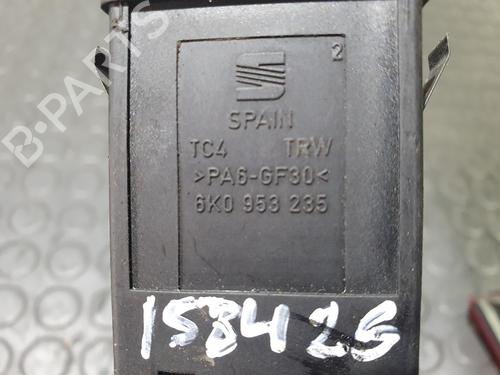 2
SPAIN
TC4 TRW
>PA6-GF30<
6K0 953 235
158425
B-PARTS